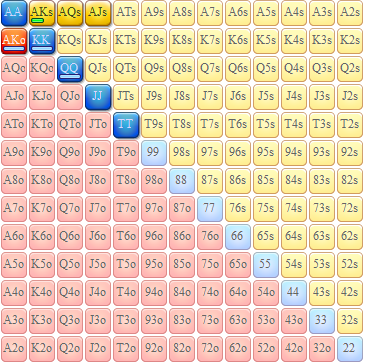 AA AKs AQs AJs ATs A9s A8s A7s A6s A5s A4s A3s A2s
AKo KK KQs KJs KTs K9s K8s K7s K6s K5s K4s K3s K2s
AQo KQo QQ QJs QTs Q9s Q8s Q7s Q6s Q5s Q4s Q3s Q2s
AJo KJo QJo JJ JTs J9s J8s J7s J6s J5s J4s J3s J2s
ATo KTo QTo JTo TT T9s T8s T7s T6s T5s T4s T3s T2s
A9o K9o Q9o J9o T9o 99 98s 97s 96s 95s 94s 93s 92s
A8o K8o Q8o J8o T8o 98o 88 87s 86s 85s 84s 83s 82s
A7o K7o Q7o J7o T7o 97o 87o 77 76s 75s 74s 73s 72s
A6o K6o Q6o J6o T6o 96o 86o 76o 66 65s 64s 63s 62s
A5o K5o Q5o J5o T5o 95o 85o 75o 65o 55 54s 53s 52s
A4o K4o Q4o J4o T4o 94o 84o 74o 64o 54o 44 43s 42s
A3o K3o Q3o J3o T3o 93o 83o 73o 63o 53o 43o 33 32s
A2o K2o Q2o J2o T2o 92o 82o 72o 62o 52o 42o 32o 22